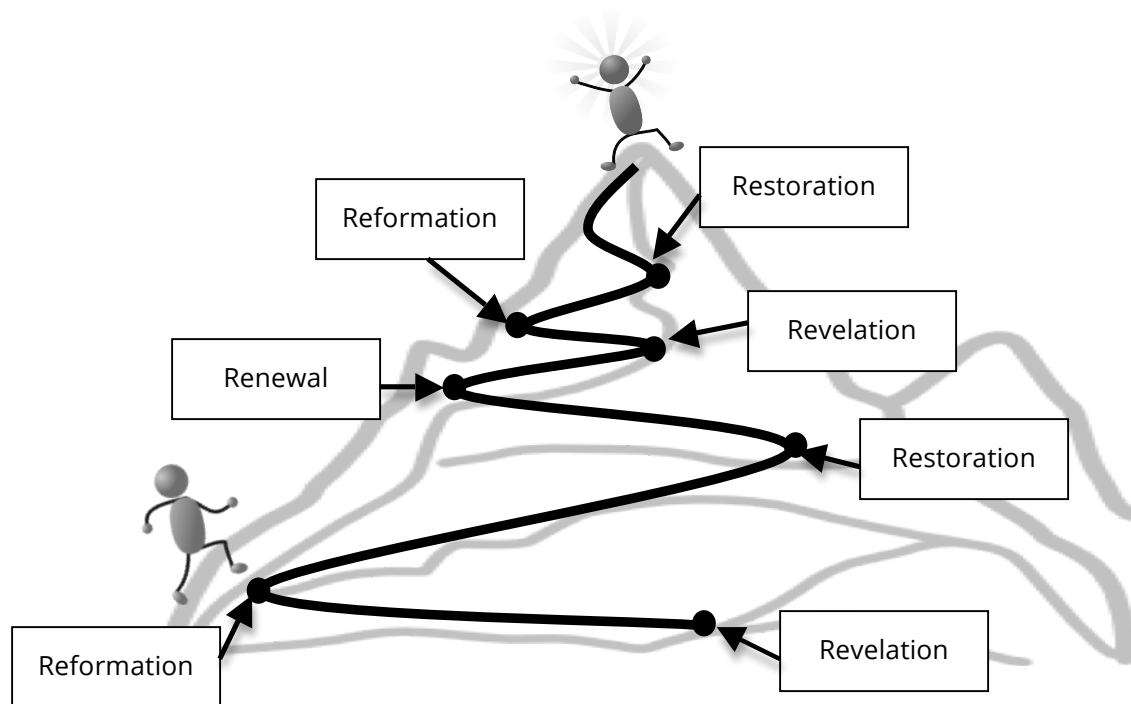 Restoration
Reformation
Revelation
Renewal
Restoration
Revelation
Reformation